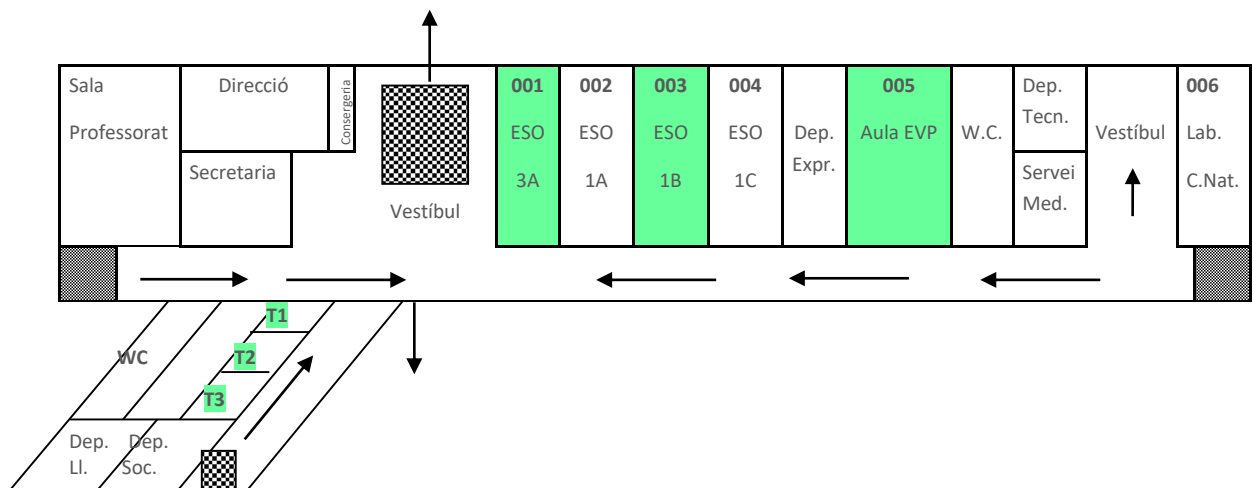 Sala
Professorat
Direcció
Secretaria
Consergeria
Vestíbul
001
ESO
3A
002
ESO
1A
003
ESO
1B
004
ESO
1C
Dep.
Expr.
005
Aula EVP
W.C.
Dep.
Tecn.
Servei
Med.
Vestíbul
006
Lab.
C.Nat.
T1
T2
T3
WC
Dep.
Ll.
Dep.
Soc.